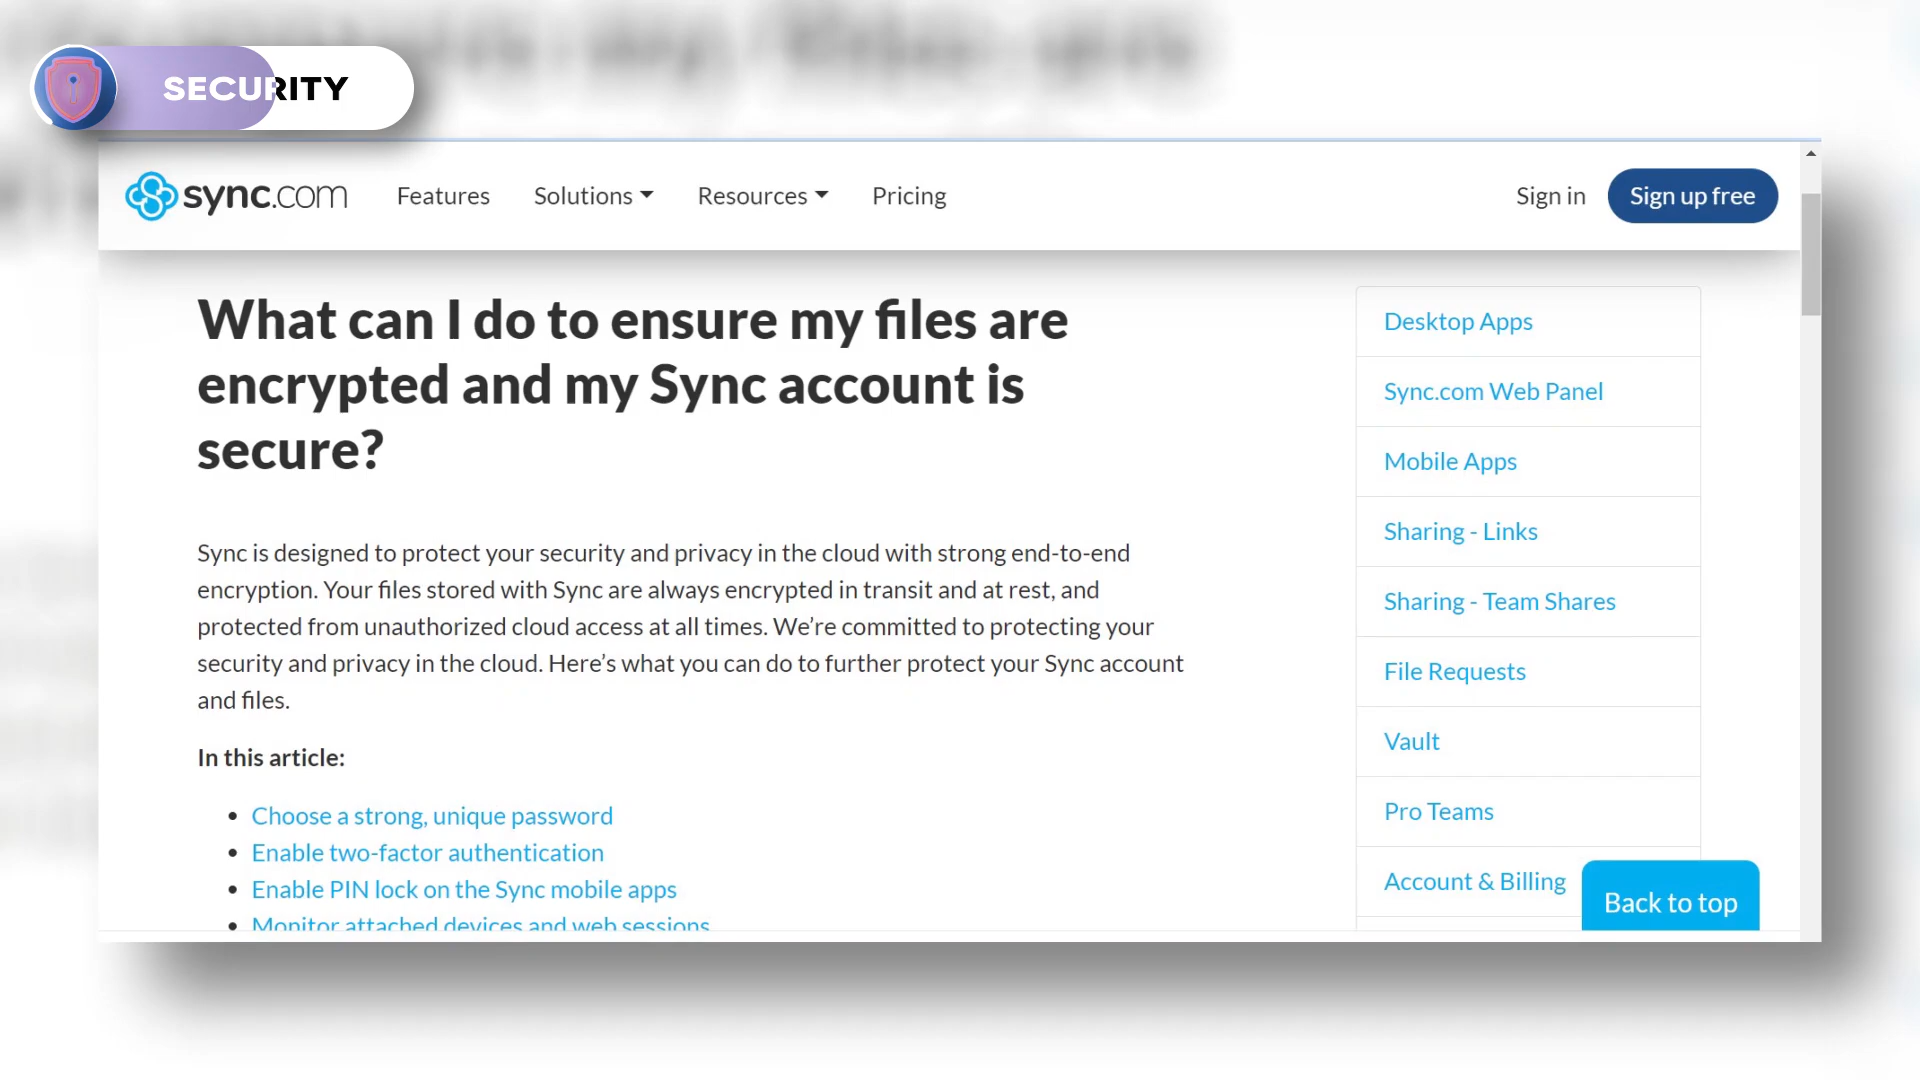 SECURITY
sync.com
Features
Solutions
Resources
Pricing
Sign in
Sign up free
What can I do to ensure my files are
encrypted and my Sync account is
secure?
Sync is designed to protect your security and privacy in the cloud with strong end-to-end
encryption. Your files stored with Sync are always encrypted in transit and at rest, and
protected from unauthorized cloud access at all times. We’re committed to protecting your
security and privacy in the cloud. Here’s what you can do to further protect your Sync account
and files.
In this article:
Choose a strong, unique password
Enable two-factor authentication
Enable PIN lock on the Sync mobile apps
Monitor attached devices and web sessions
Desktop Apps
Sync.com Web Panel
Mobile Apps
Sharing - Links
Sharing - Team Shares
File Requests
Vault
Pro Teams
Account & Billing
Back to top